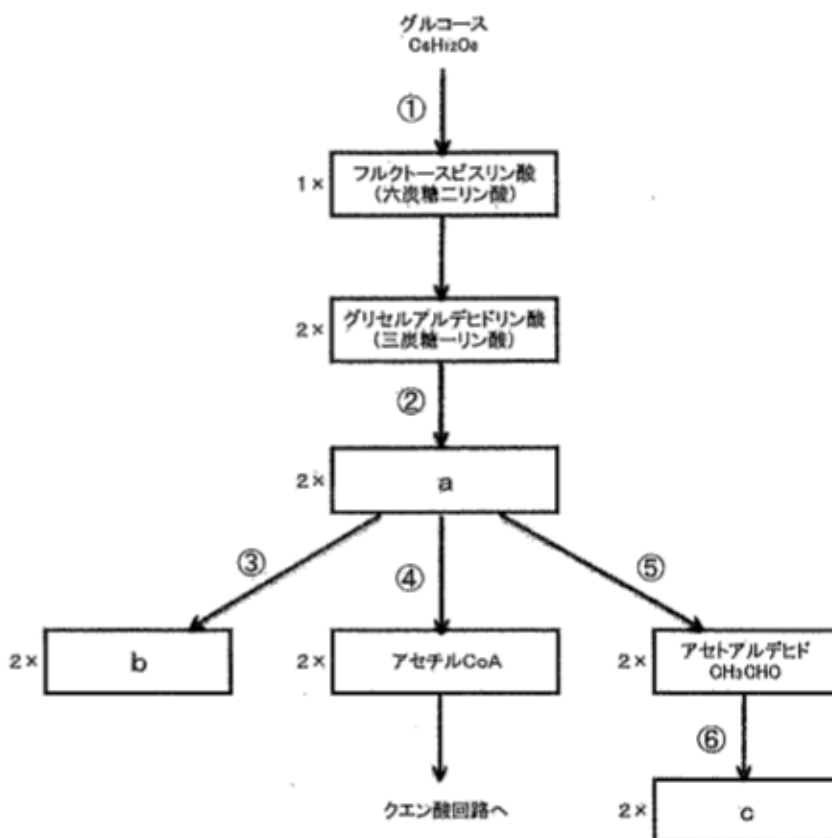 グルコース
C6H12O6
①
1×
フルクトースビスリン酸
(六炭糖二リン酸)
2×
グリセルアルデヒドリン酸
(三炭糖一リン酸)
②
2×
a
③
④
⑤
2×
b
2×
アセチルCoA
2×
アセトアルデヒド
CH3CHO
⑥
クエン酸回路へ
2×
c